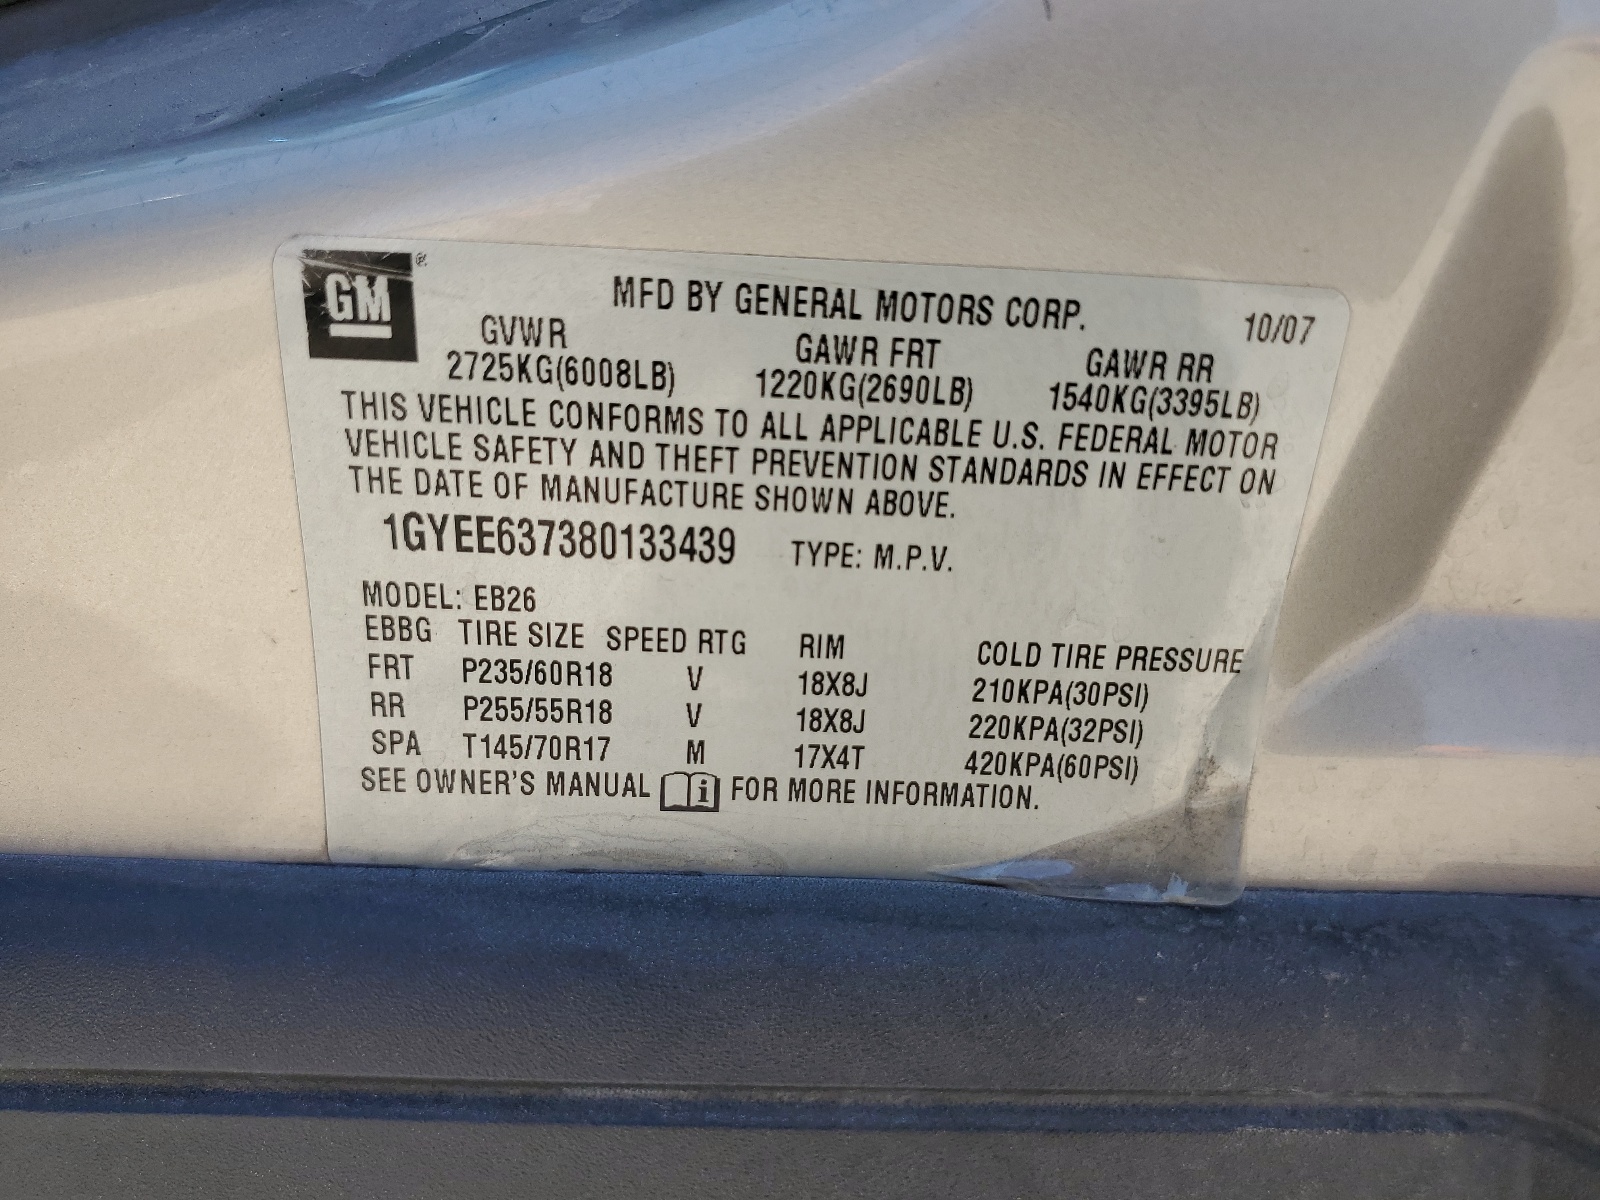 GM ®
MFD BY GENERAL MOTORS CORP. 10/07
GVWR GAWR FRT GAWR RR
2725KG(6008LB) 1220KG(2690LB) 1540KG(3395LB)
THIS VEHICLE CONFORMS TO ALL APPLICABLE U.S. FEDERAL MOTOR
VEHICLE SAFETY AND THEFT PREVENTION STANDARDS IN EFFECT ON
THE DATE OF MANUFACTURE SHOWN ABOVE.
1GYEE637380133439 TYPE: M.P.V.
MODEL: EB26
EBBG TIRE SIZE SPEED RTG RIM COLD TIRE PRESSURE
FRT P235/60R18 V 18X8J 210KPA(30PSI)
RR P255/55R18 V 18X8J 220KPA(32PSI)
SPA T145/70R17 M 17X4T 420KPA(60PSI)
SEE OWNER'S MANUAL i FOR MORE INFORMATION.